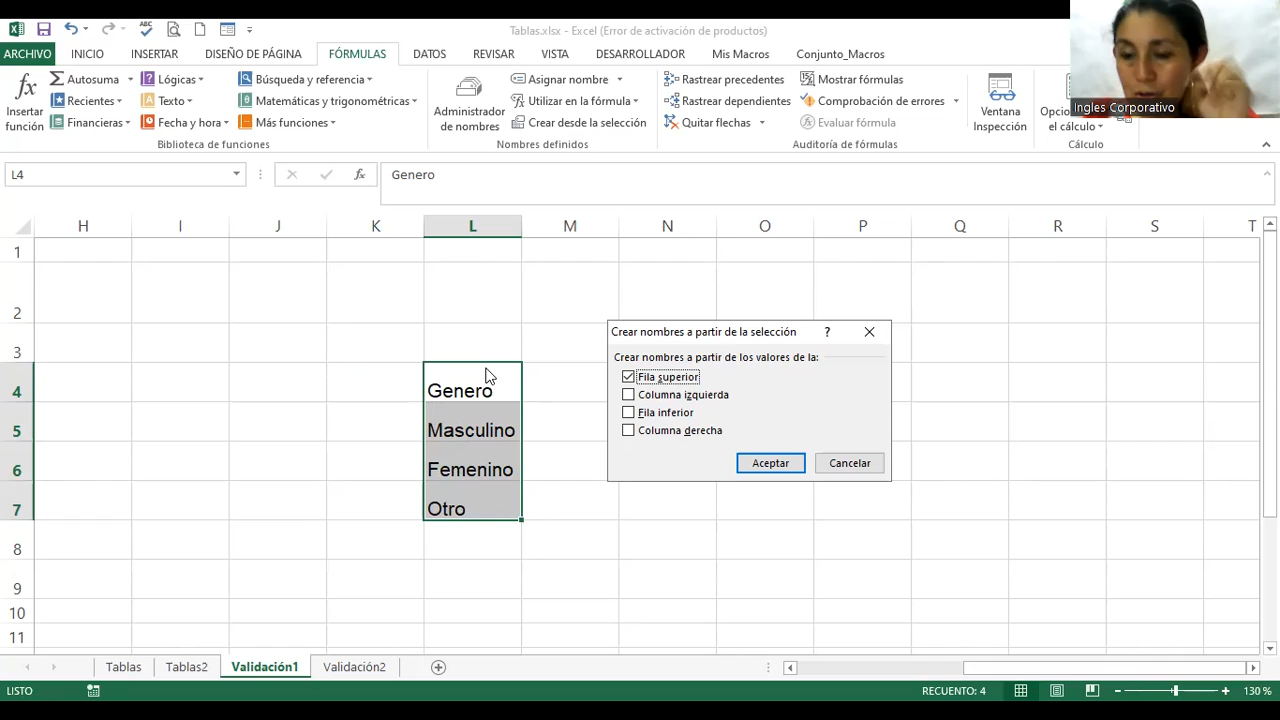 Tablas.xlsx - Excel (Error de activación de productos)
ARCHIVO INICIO INSERTAR DISEÑO DE PÁGINA FÓRMULAS DATOS REVISAR VISTA DESARROLLADOR Mis Macros Conjunto_Macros
Insertar función
Autosuma
Recientes
Financieras
Lógicas
Texto
Fecha y hora
Búsqueda y referencia
Matemáticas y trigonométricas
Más funciones
Biblioteca de funciones
Administrador de nombres
Asignar nombre
Utilizar en la fórmula
Crear desde la selección
Nombres definidos
Rastrear precedentes
Rastrear dependientes
Quitar flechas
Mostrar fórmulas
Comprobación de errores
Evaluar fórmula
Auditoría de fórmulas
Ventana Inspección
el cálculo
Cálculo
Ingles Corporativo
L4 fx Genero
H I J K L M N O P Q R S T
1
2
3
4 Genero
5 Masculino
6 Femenino
7 Otro
8
9
10
11
Crear nombres a partir de la selección ?
Crear nombres a partir de los valores de la:
Fila superior
Columna izquierda
Fila inferior
Columna derecha
Aceptar Cancelar
Tablas Tablas2 Validación1 Validación2
LISTO RECUENTO: 4 130 %